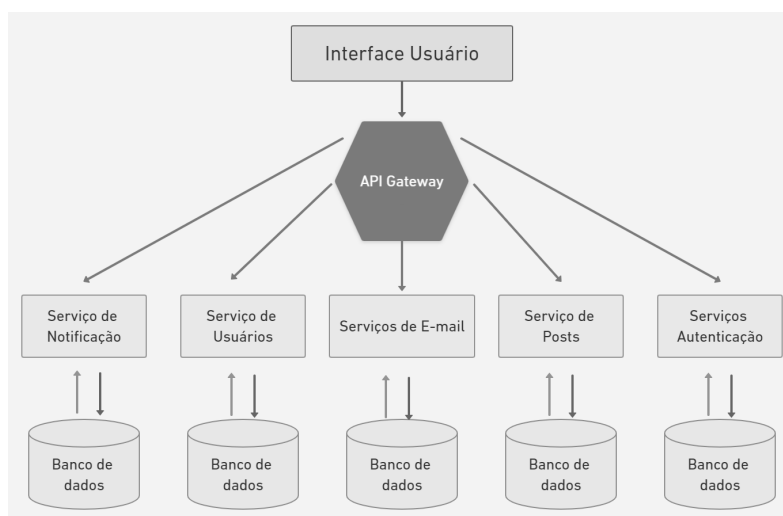 Interface Usuário
API Gateway
Serviço de
Notificação
Serviço de
Usuários
Serviços de E-mail
Serviço de
Posts
Serviços
Autenticação
Banco de
dados
Banco de
dados
Banco de
dados
Banco de
dados
Banco de
dados